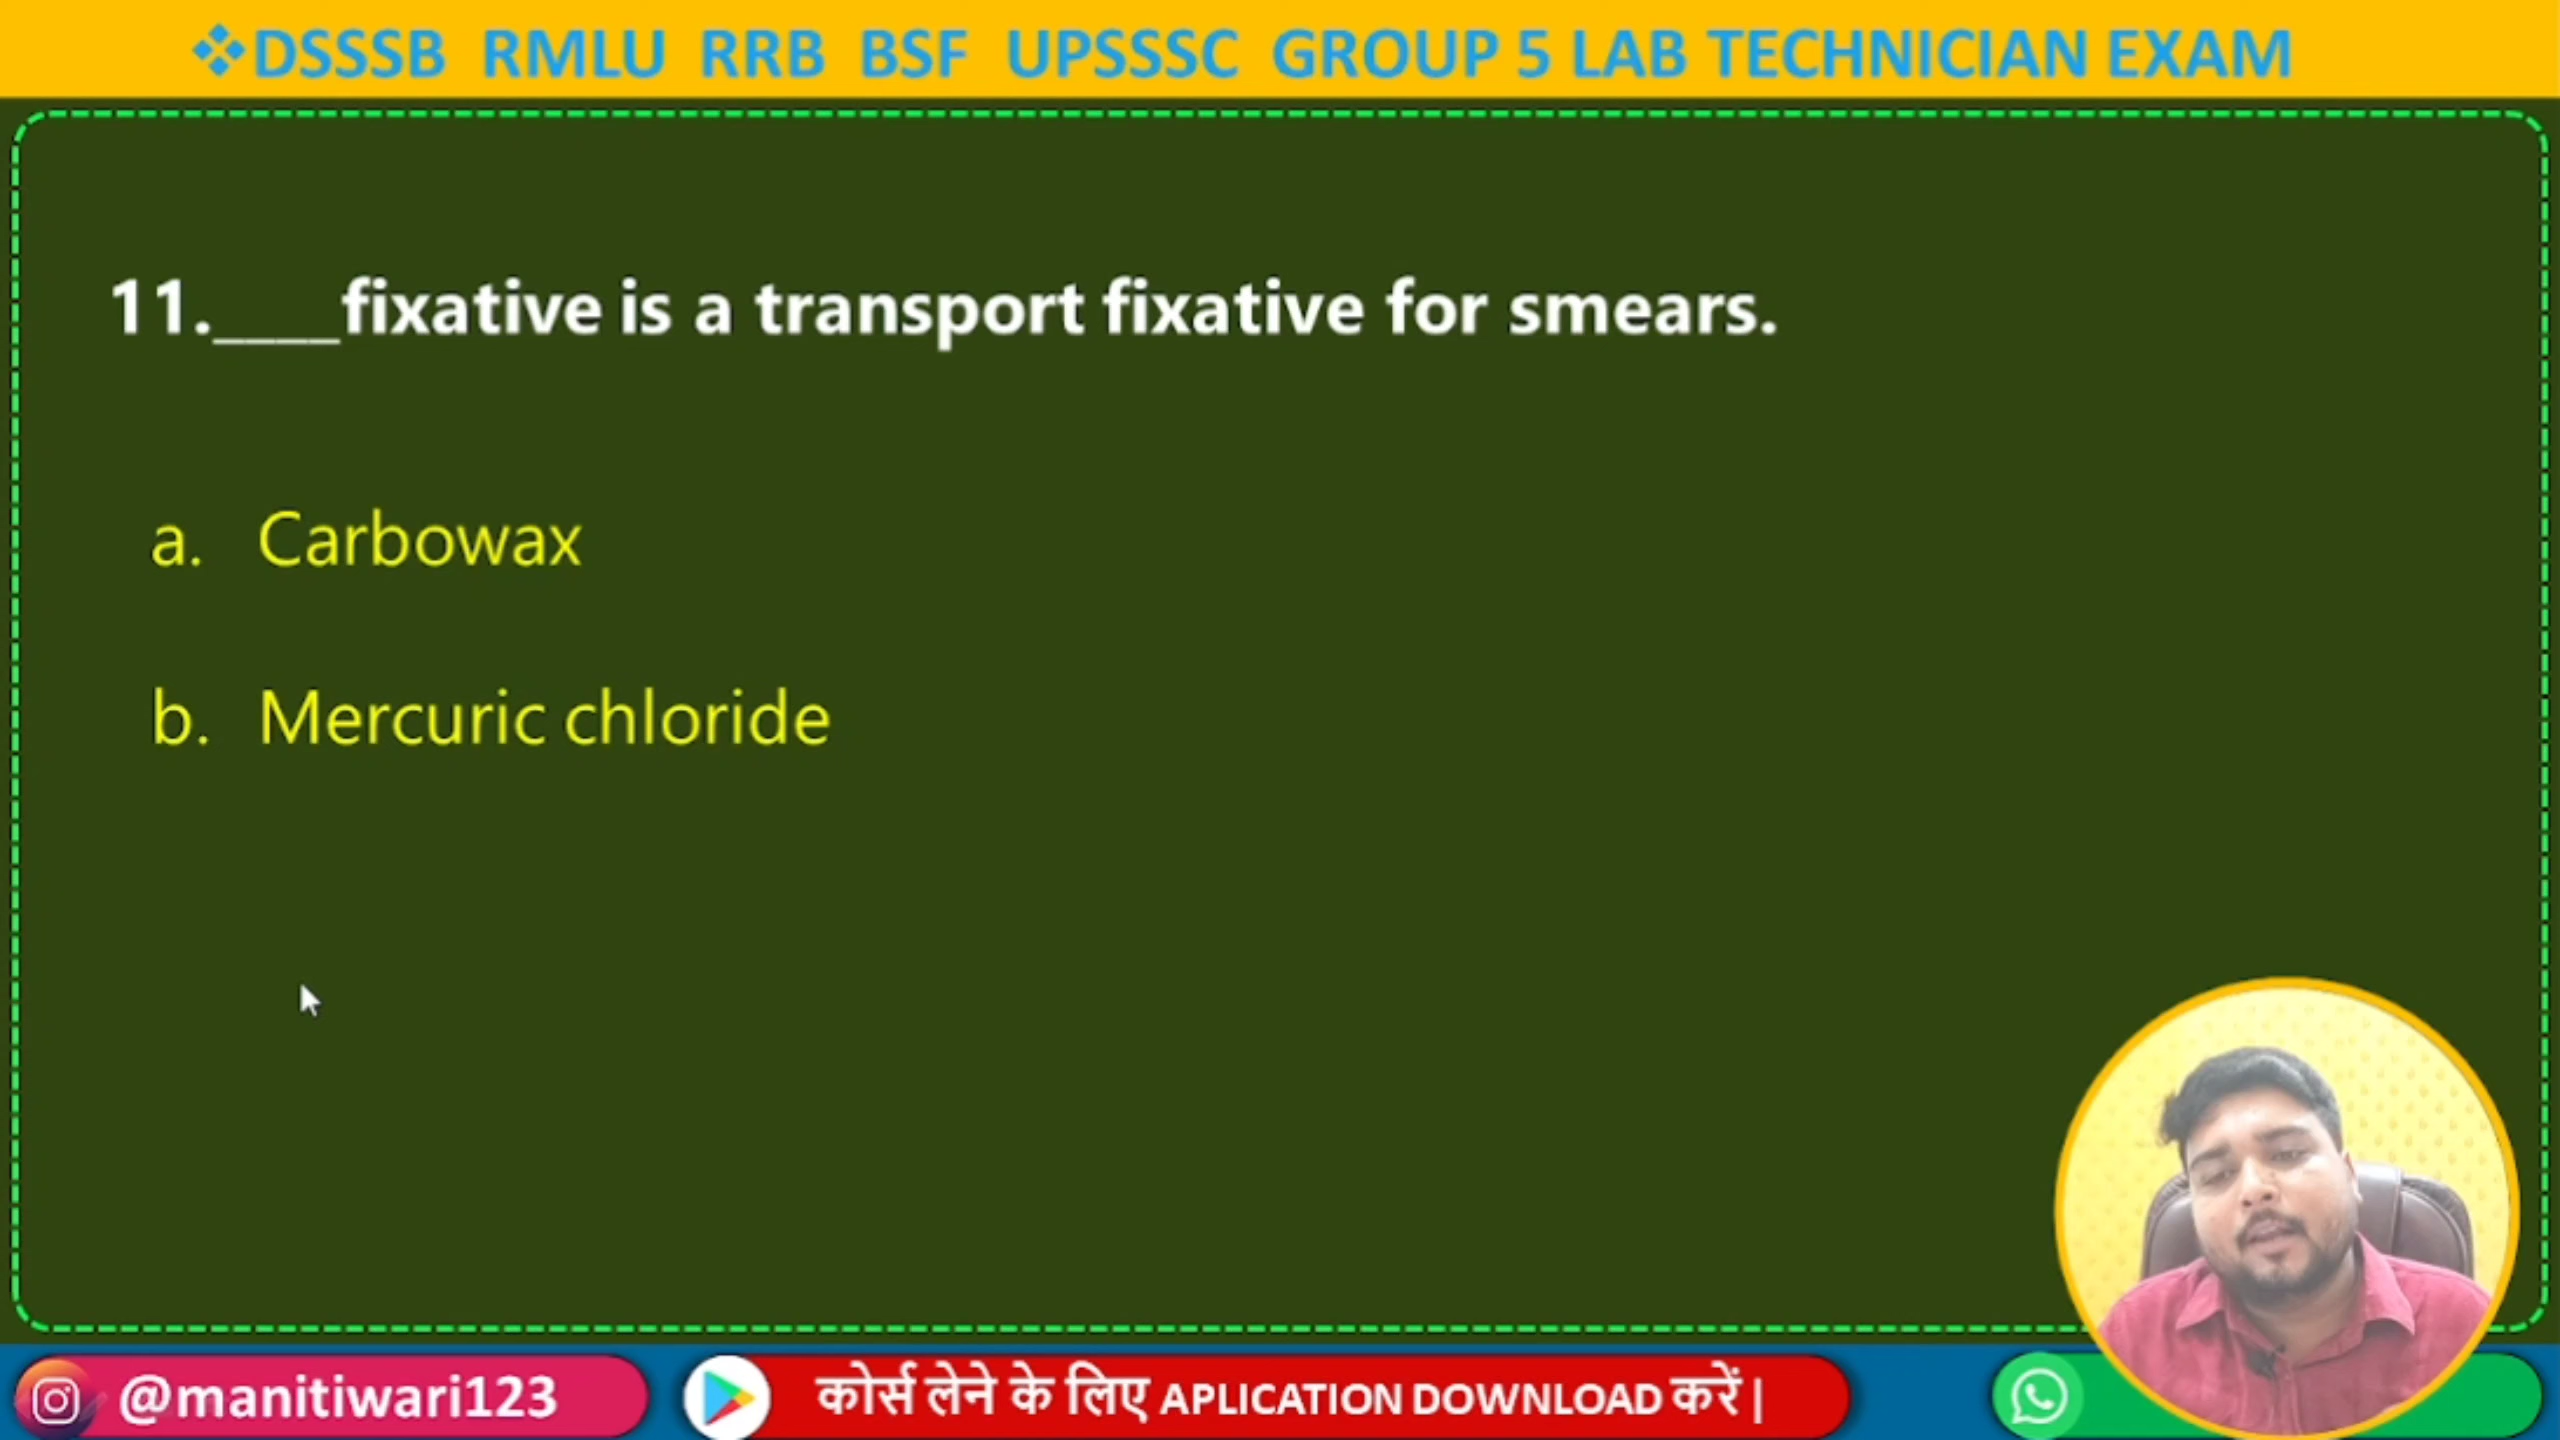 ❖DSSSB RMLU RRB BSF UPSSSC GROUP 5 LAB TECHNICIAN EXAM
11.____fixative is a transport fixative for smears.
a. Carbowax
b. Mercuric chloride
@manitiwari123
कोर्स लेने के लिए APLICATION DOWNLOAD करें |